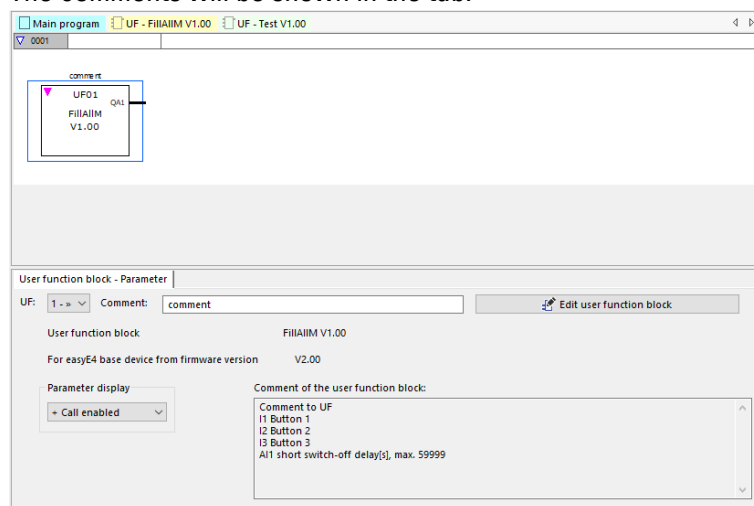 The comments will be shown in the tab.
Main program UF - FillAllM V1.00 UF - Test V1.00
0001
comment
UF01
QA1
FillAllM
V1.00
User function block - Parameter
UF: 1 - » Comment: comment Edit user function block
User function block FillAllM V1.00
For easyE4 base device from firmware version V2.00
Parameter display Comment of the user function block:
+ Call enabled
Comment to UF
I1 Button 1
I2 Button 2
I3 Button 3
AI1 short switch-off delay[s], max. 59999